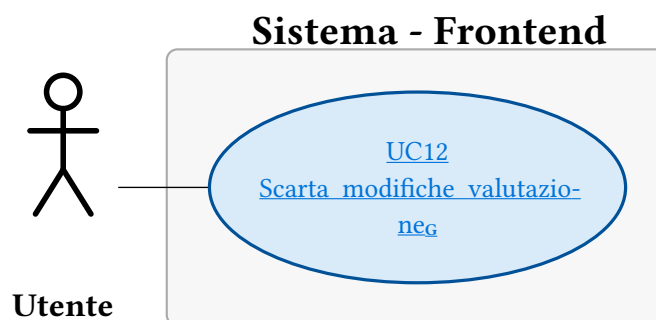 Sistema - Frontend
UC12
Scarta modifiche valutazio-
neG
Utente